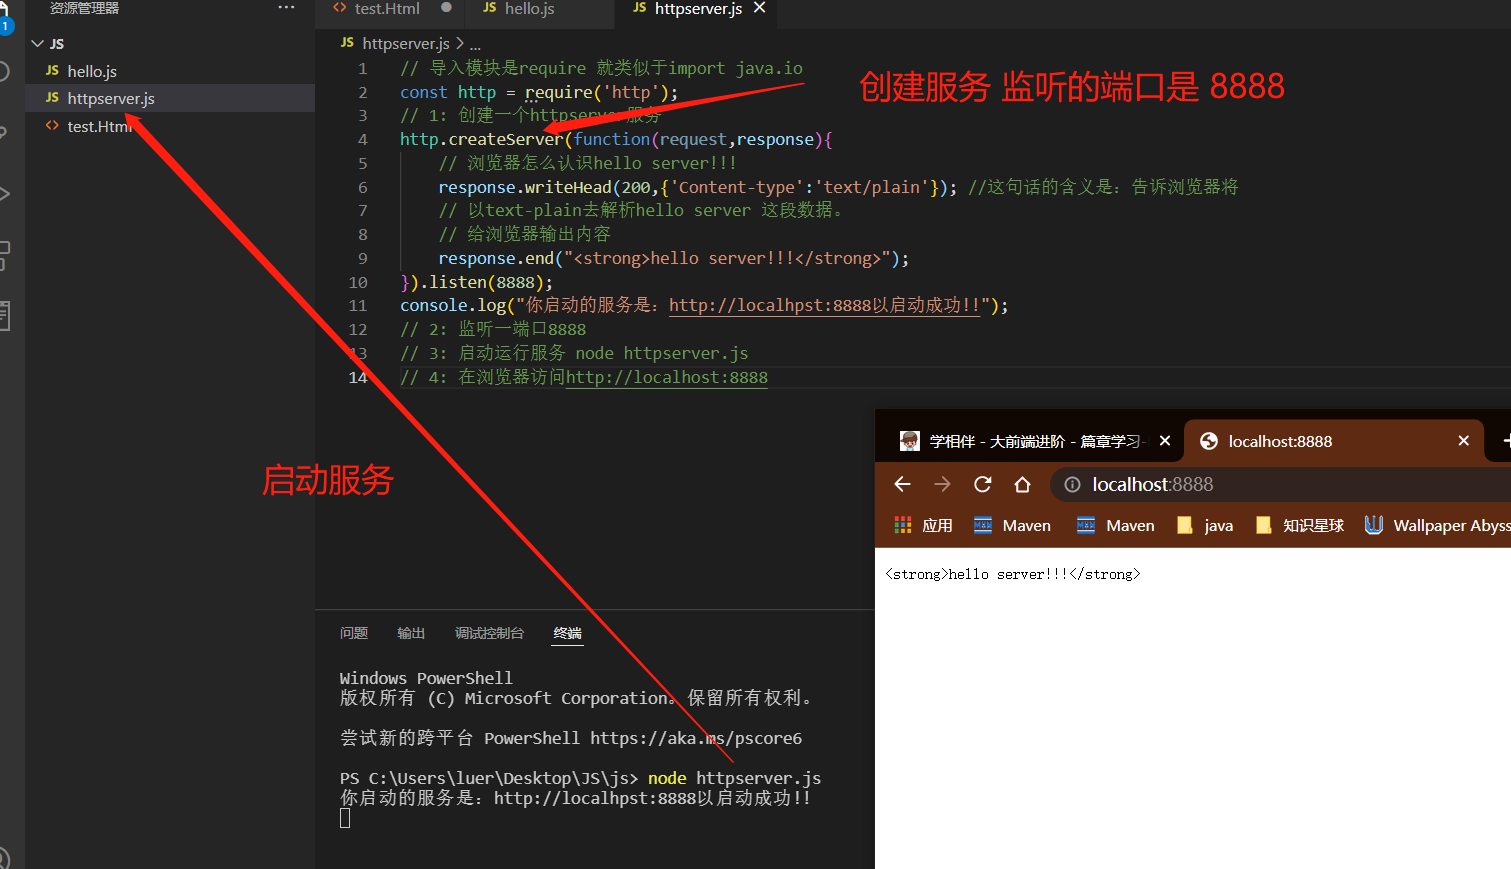 资源管理器 ···
1
JS
JS hello.js
JS httpserver.js
<> test.Html
<> test.Html ● JS hello.js JS httpserver.js ×
JS httpserver.js > ...
1 // 导入模块是require 就类似于import java.io
2 const http = require('http');
3 // 1: 创建一个httpserver服务
4 http.createServer(function(request,response){
5 // 浏览器怎么认识hello server!!!
6 response.writeHead(200,{'Content-type':'text/plain'}); //这句话的含义是: 告诉浏览器将
7 // 以text-plain去解析hello server 这段数据。
8 // 给浏览器输出内容
9 response.end("<strong>hello server!!!</strong>");
10 }).listen(8888);
11 console.log("你启动的服务是: http://localhpst:8888以启动成功!!");
12 // 2: 监听一端口8888
13 // 3: 启动运行服务 node httpserver.js
14 // 4: 在浏览器访问http://localhost:8888
创建服务 监听的端口是 8888
启动服务
问题 输出 调试控制台 终端
Windows PowerShell
版权所有 (C) Microsoft Corporation。保留所有权利。
尝试新的跨平台 PowerShell https://aka.ms/pscore6
PS C:\Users\luer\Desktop\JS\js> node httpserver.js
你启动的服务是: http://localhpst:8888以启动成功!!
学相伴 - 大前端进阶 - 篇章学习- × localhost:8888 ×
localhost:8888
应用 Maven Maven java 知识星球 Wallpaper Abyss
<strong>hello server!!!</strong>